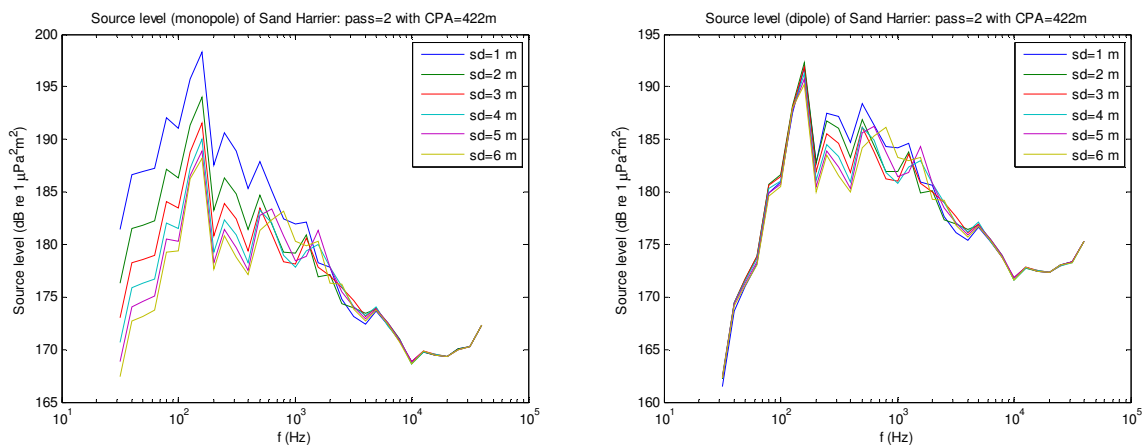 Source level (monopole) of Sand Harrier: pass=2 with CPA=422m
200
195
190
185
180
175
170
165
Source level (dB re 1 μPa²m²)
10¹ 10² 10³ 10⁴ 10⁵
f (Hz)
sd=1 m
sd=2 m
sd=3 m
sd=4 m
sd=5 m
sd=6 m
Source level (dipole) of Sand Harrier: pass=2 with CPA=422m
195
190
185
180
175
170
165
160
Source level (dB re 1 μPa²m²)
10¹ 10² 10³ 10⁴ 10⁵
f (Hz)
sd=1 m
sd=2 m
sd=3 m
sd=4 m
sd=5 m
sd=6 m